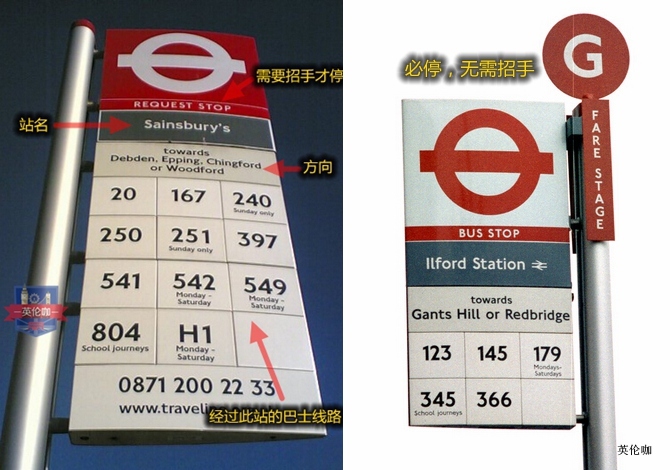 需要招手才停
REQUEST STOP
站名
Sainsbury's
towards
Debden, Epping, Chingford
or Woodford
方向
20
167
240
Sunday only
250
251
Sunday only
397
541
542
Monday -
Saturday
549
Monday -
Saturday
英伦咖
804
School journeys
H1
Monday -
Saturday
0871 200 22 33
www.traveli
经过此站的巴士线路
G
必停，无需招手
FARE STAGE
BUS STOP
Ilford Station
towards
Gants Hill or Redbridge
123
145
179
Mondays-
Saturdays
345
School journeys
366
英伦咖